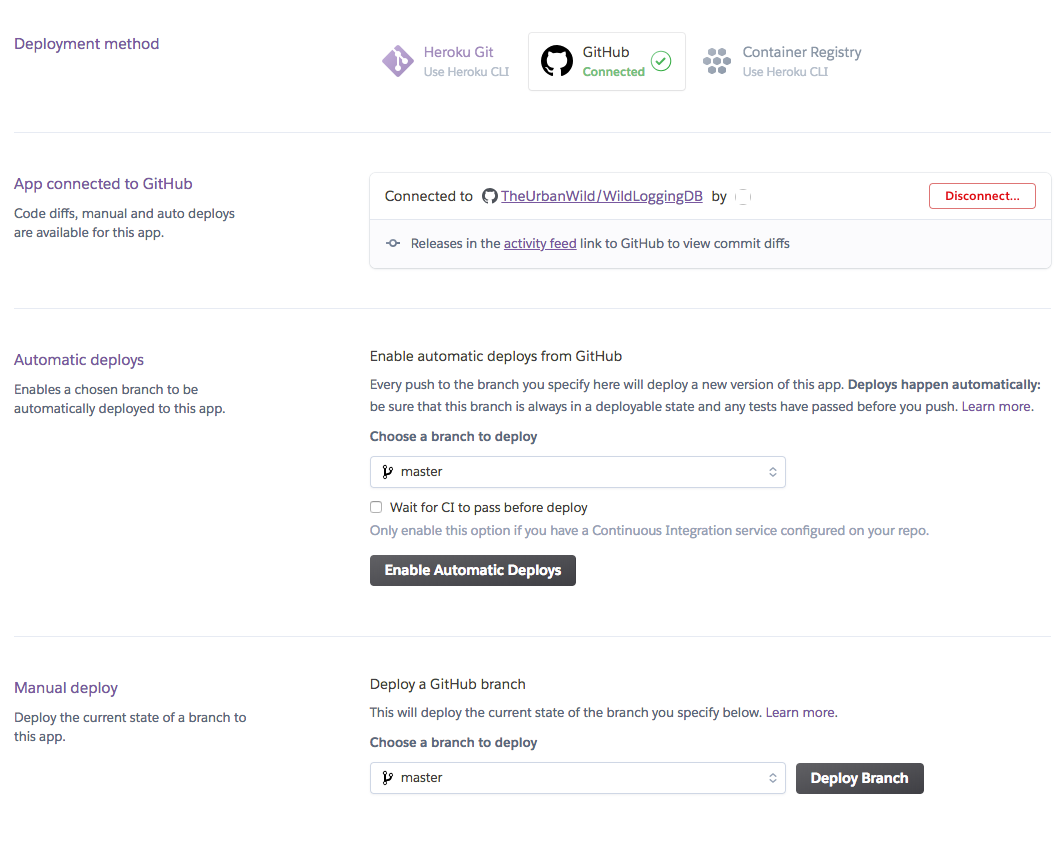 Deployment method
Heroku Git
Use Heroku CLI
GitHub
Connected
Container Registry
Use Heroku CLI
App connected to GitHub
Code diffs, manual and auto deploys
are available for this app.
Connected to TheUrbanWild/WildLoggingDB by
Disconnect...
Releases in the activity feed link to GitHub to view commit diffs
Automatic deploys
Enables a chosen branch to be
automatically deployed to this app.
Enable automatic deploys from GitHub
Every push to the branch you specify here will deploy a new version of this app. Deploys happen automatically:
be sure that this branch is always in a deployable state and any tests have passed before you push. Learn more.
Choose a branch to deploy
master
Wait for CI to pass before deploy
Only enable this option if you have a Continuous Integration service configured on your repo.
Enable Automatic Deploys
Manual deploy
Deploy the current state of a branch to
this app.
Deploy a GitHub branch
This will deploy the current state of the branch you specify below. Learn more.
Choose a branch to deploy
master
Deploy Branch